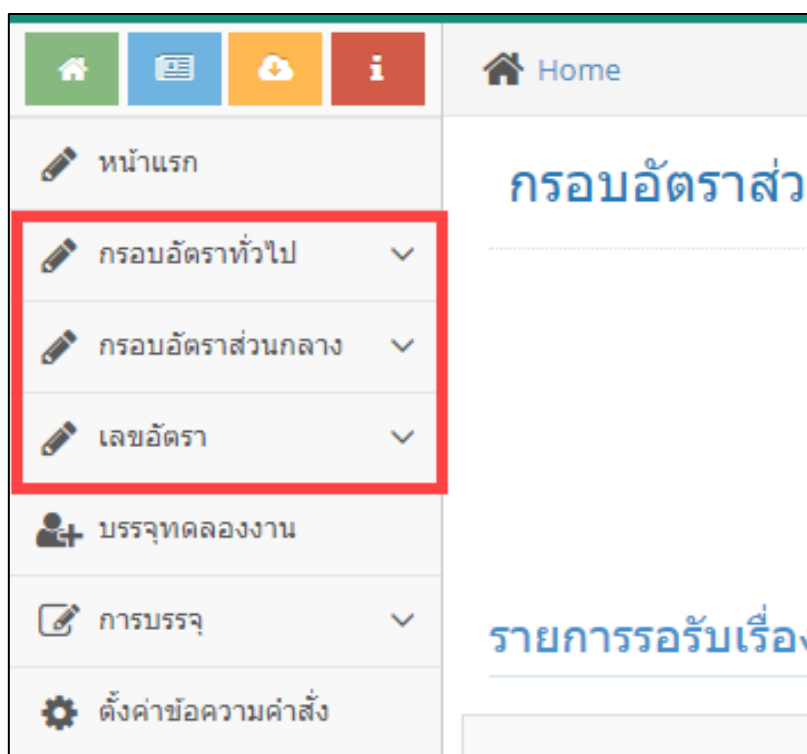 Home
หน้าแรก
กรอบอัตราส่ว
กรอบอัตราทั่วไป
กรอบอัตราส่วนกลาง
เลขอัตรา
บรรจุทดลองงาน
การบรรจุ
รายการรอรับเรื่อง
ตั้งค่าข้อความคำสั่ง